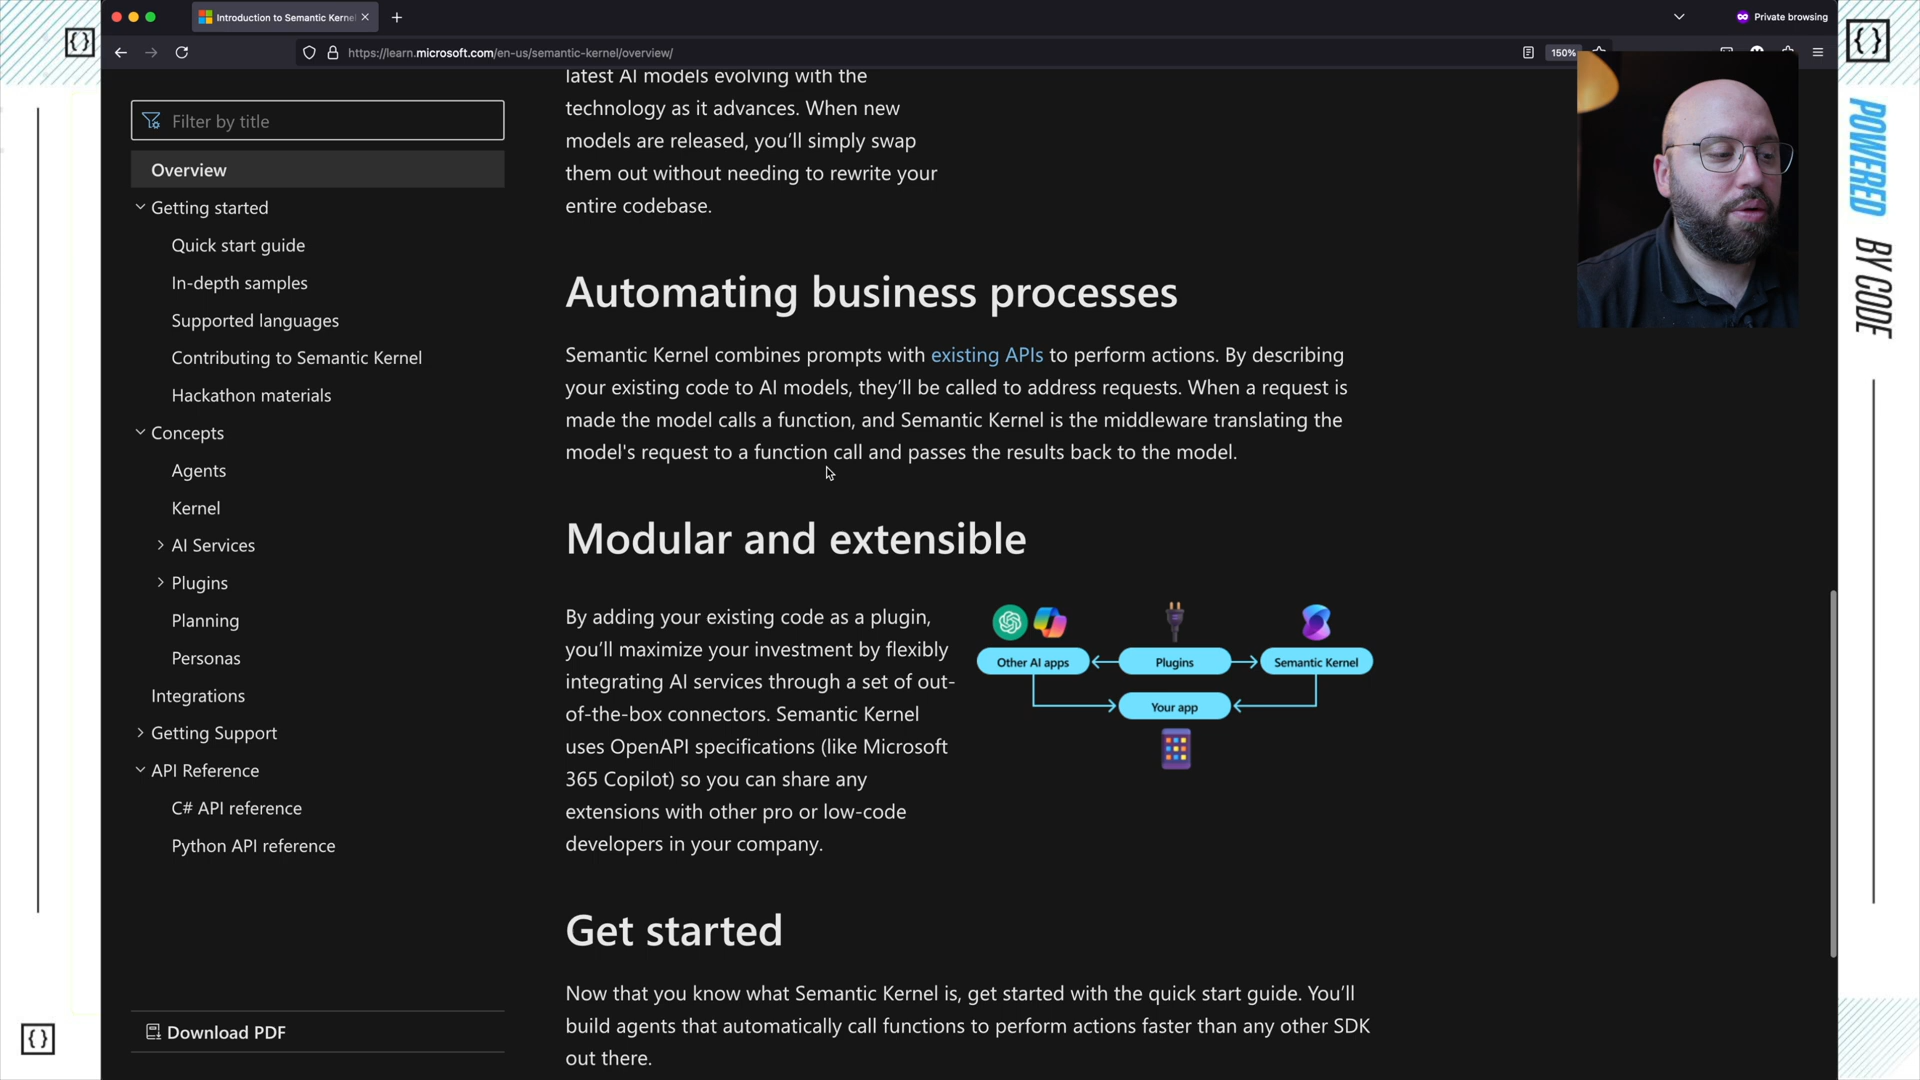 Introduction to Semantic Kernel
Private browsing
https://learn.microsoft.com/en-us/semantic-kernel/overview/
150%
Filter by title
Overview
Getting started
Quick start guide
In-depth samples
Supported languages
Contributing to Semantic Kernel
Hackathon materials
Concepts
Agents
Kernel
AI Services
Plugins
Planning
Personas
Integrations
Getting Support
API Reference
C# API reference
Python API reference
Download PDF
latest AI models evolving with the
technology as it advances. When new
models are released, you’ll simply swap
them out without needing to rewrite your
entire codebase.
Automating business processes
Semantic Kernel combines prompts with existing APIs to perform actions. By describing
your existing code to AI models, they’ll be called to address requests. When a request is
made the model calls a function, and Semantic Kernel is the middleware translating the
model's request to a function call and passes the results back to the model.
Modular and extensible
By adding your existing code as a plugin,
you’ll maximize your investment by flexibly
integrating AI services through a set of out-
of-the-box connectors. Semantic Kernel
uses OpenAPI specifications (like Microsoft
365 Copilot) so you can share any
extensions with other pro or low-code
developers in your company.
Other AI apps
Plugins
Semantic Kernel
Your app
Get started
Now that you know what Semantic Kernel is, get started with the quick start guide. You’ll
build agents that automatically call functions to perform actions faster than any other SDK
out there.
{}
{}
{}
POWERED BY CODE